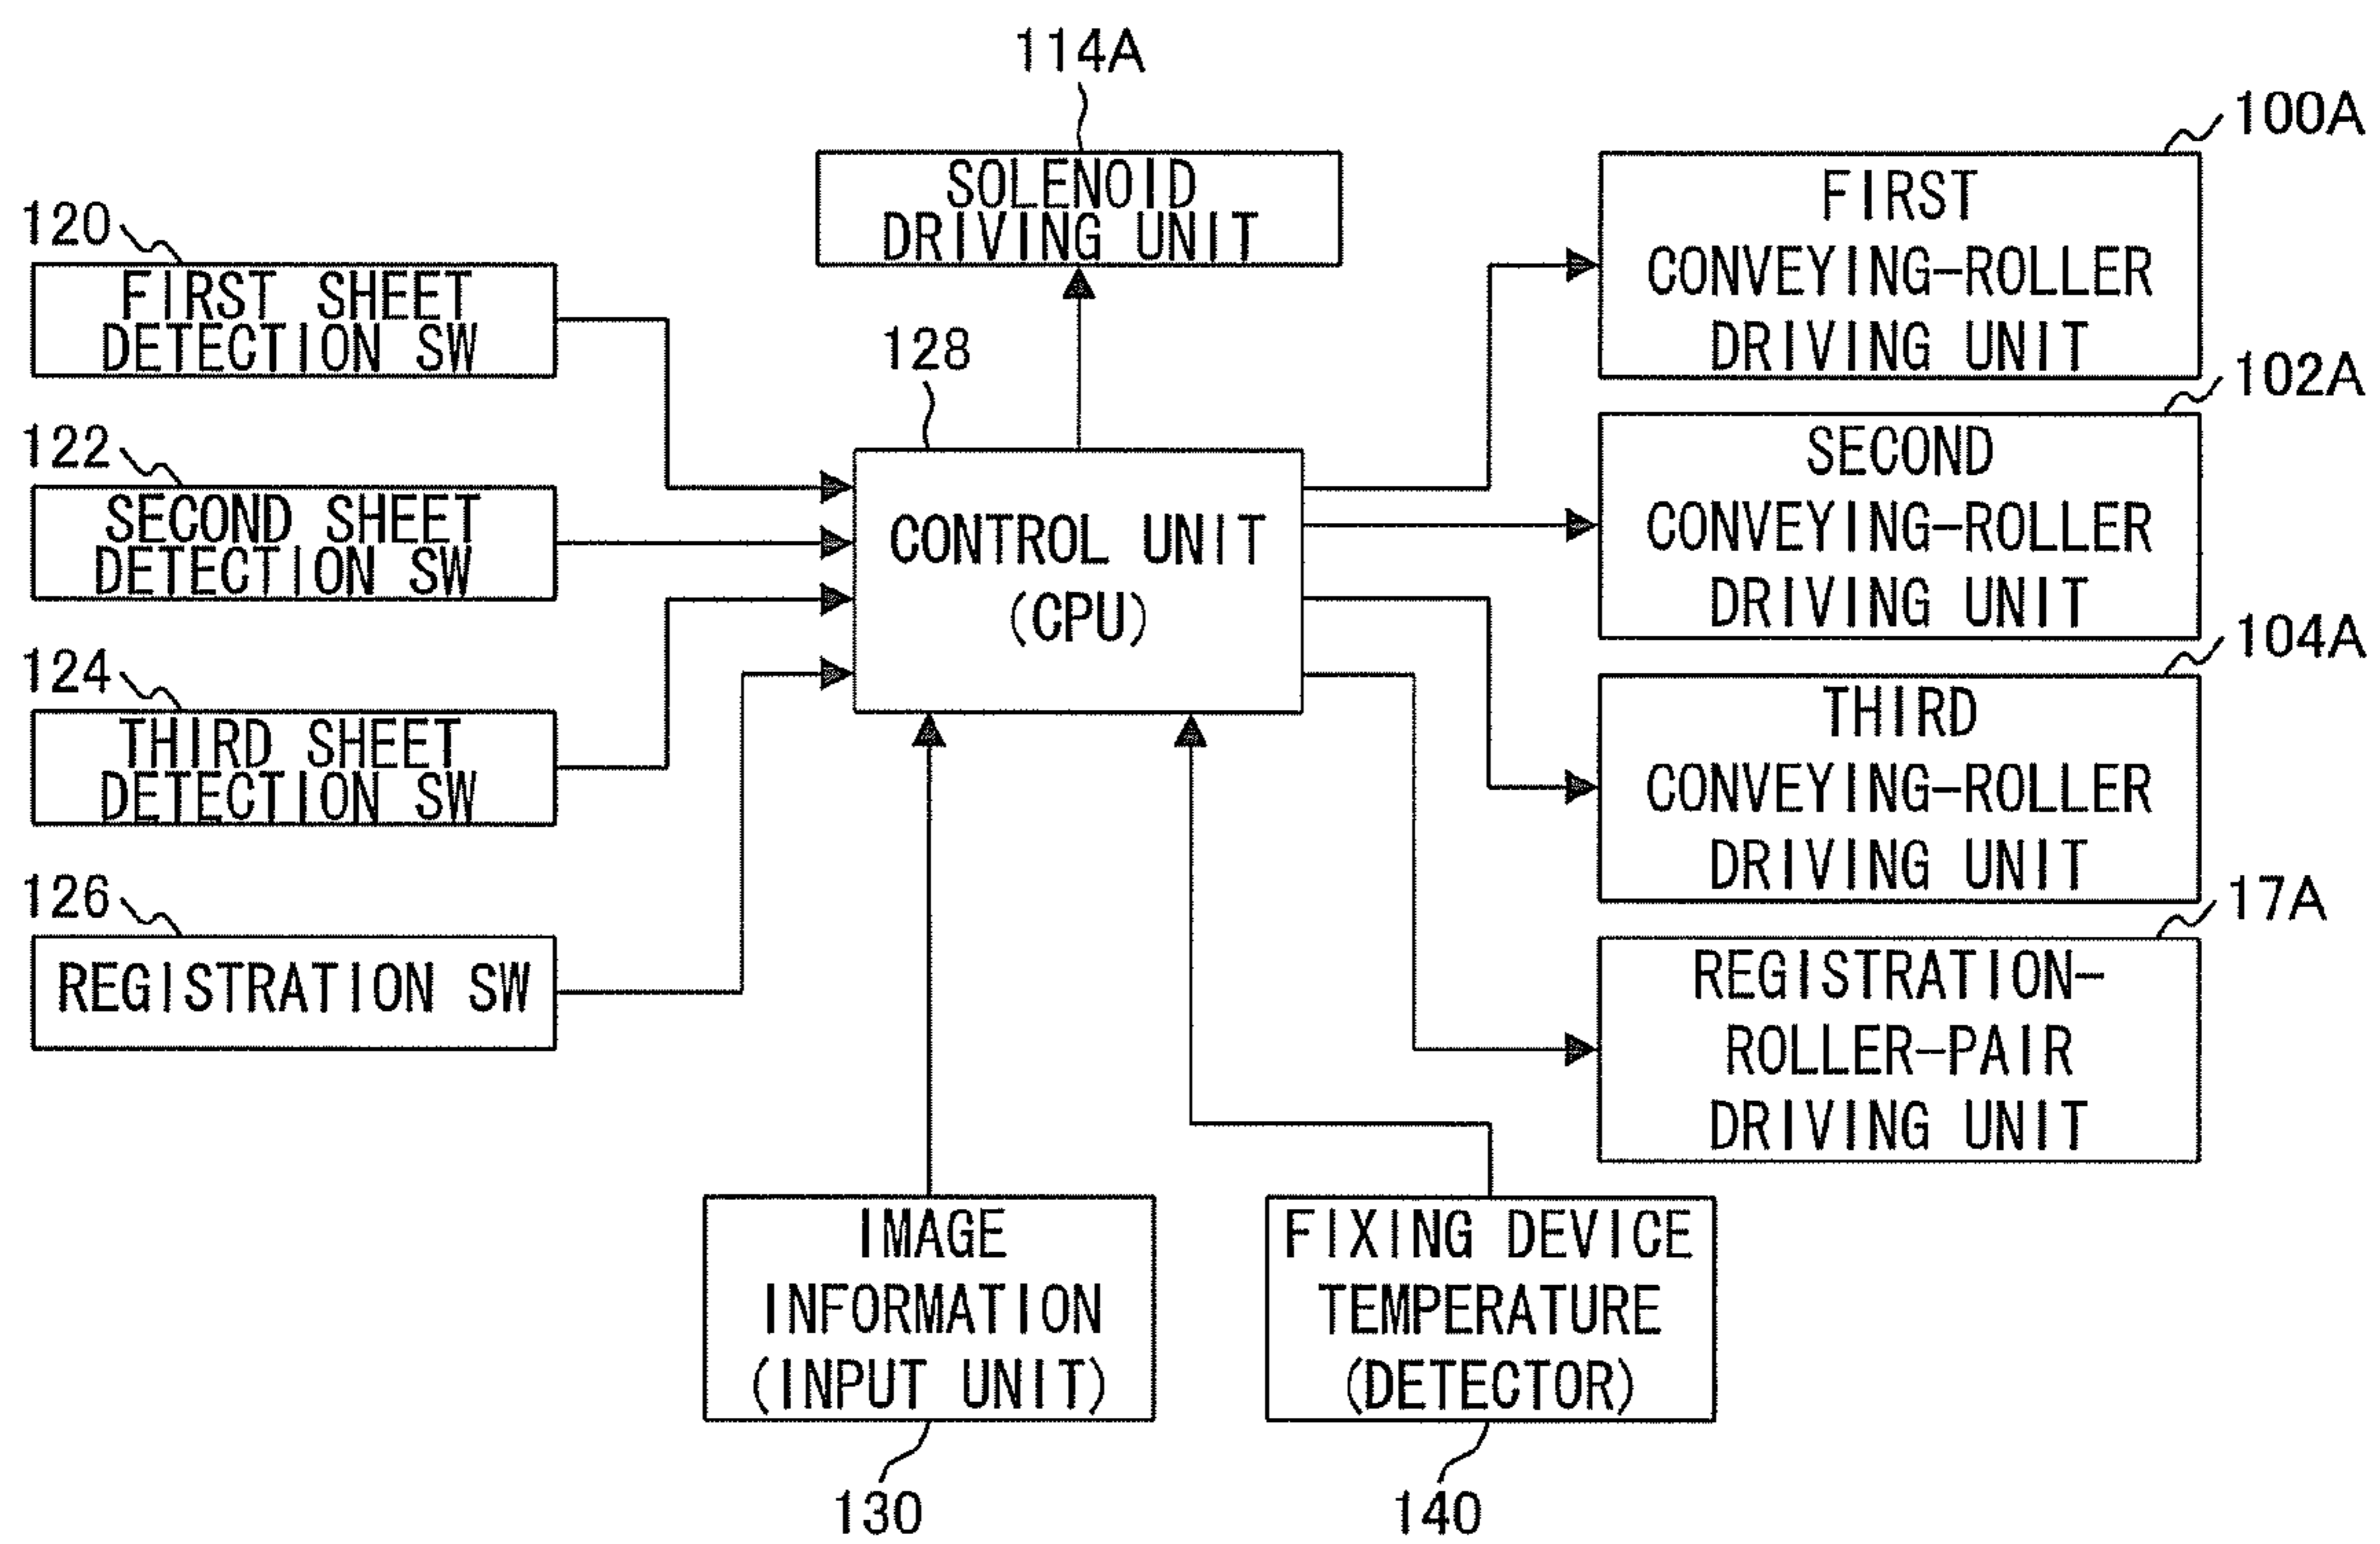 114A
SOLENOID
DRIVING UNIT
100A
FIRST
CONVEYING-ROLLER
DRIVING UNIT
120
FIRST SHEET
DETECTION SW
128
CONTROL UNIT
(CPU)
102A
SECOND
CONVEYING-ROLLER
DRIVING UNIT
122
SECOND SHEET
DETECTION SW
104A
THIRD
CONVEYING-ROLLER
DRIVING UNIT
124
THIRD SHEET
DETECTION SW
17A
REGISTRATION-
ROLLER-PAIR
DRIVING UNIT
126
REGISTRATION SW
IMAGE
INFORMATION
(INPUT UNIT)
130
FIXING DEVICE
TEMPERATURE
(DETECTOR)
140